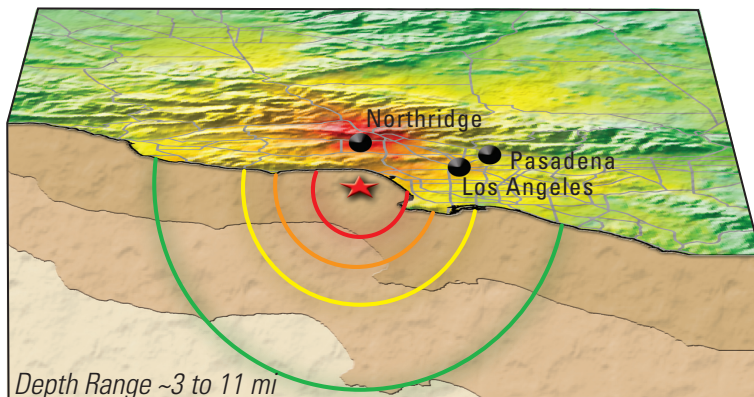 Northridge
Pasadena
Los Angeles
Depth Range ~3 to 11 mi